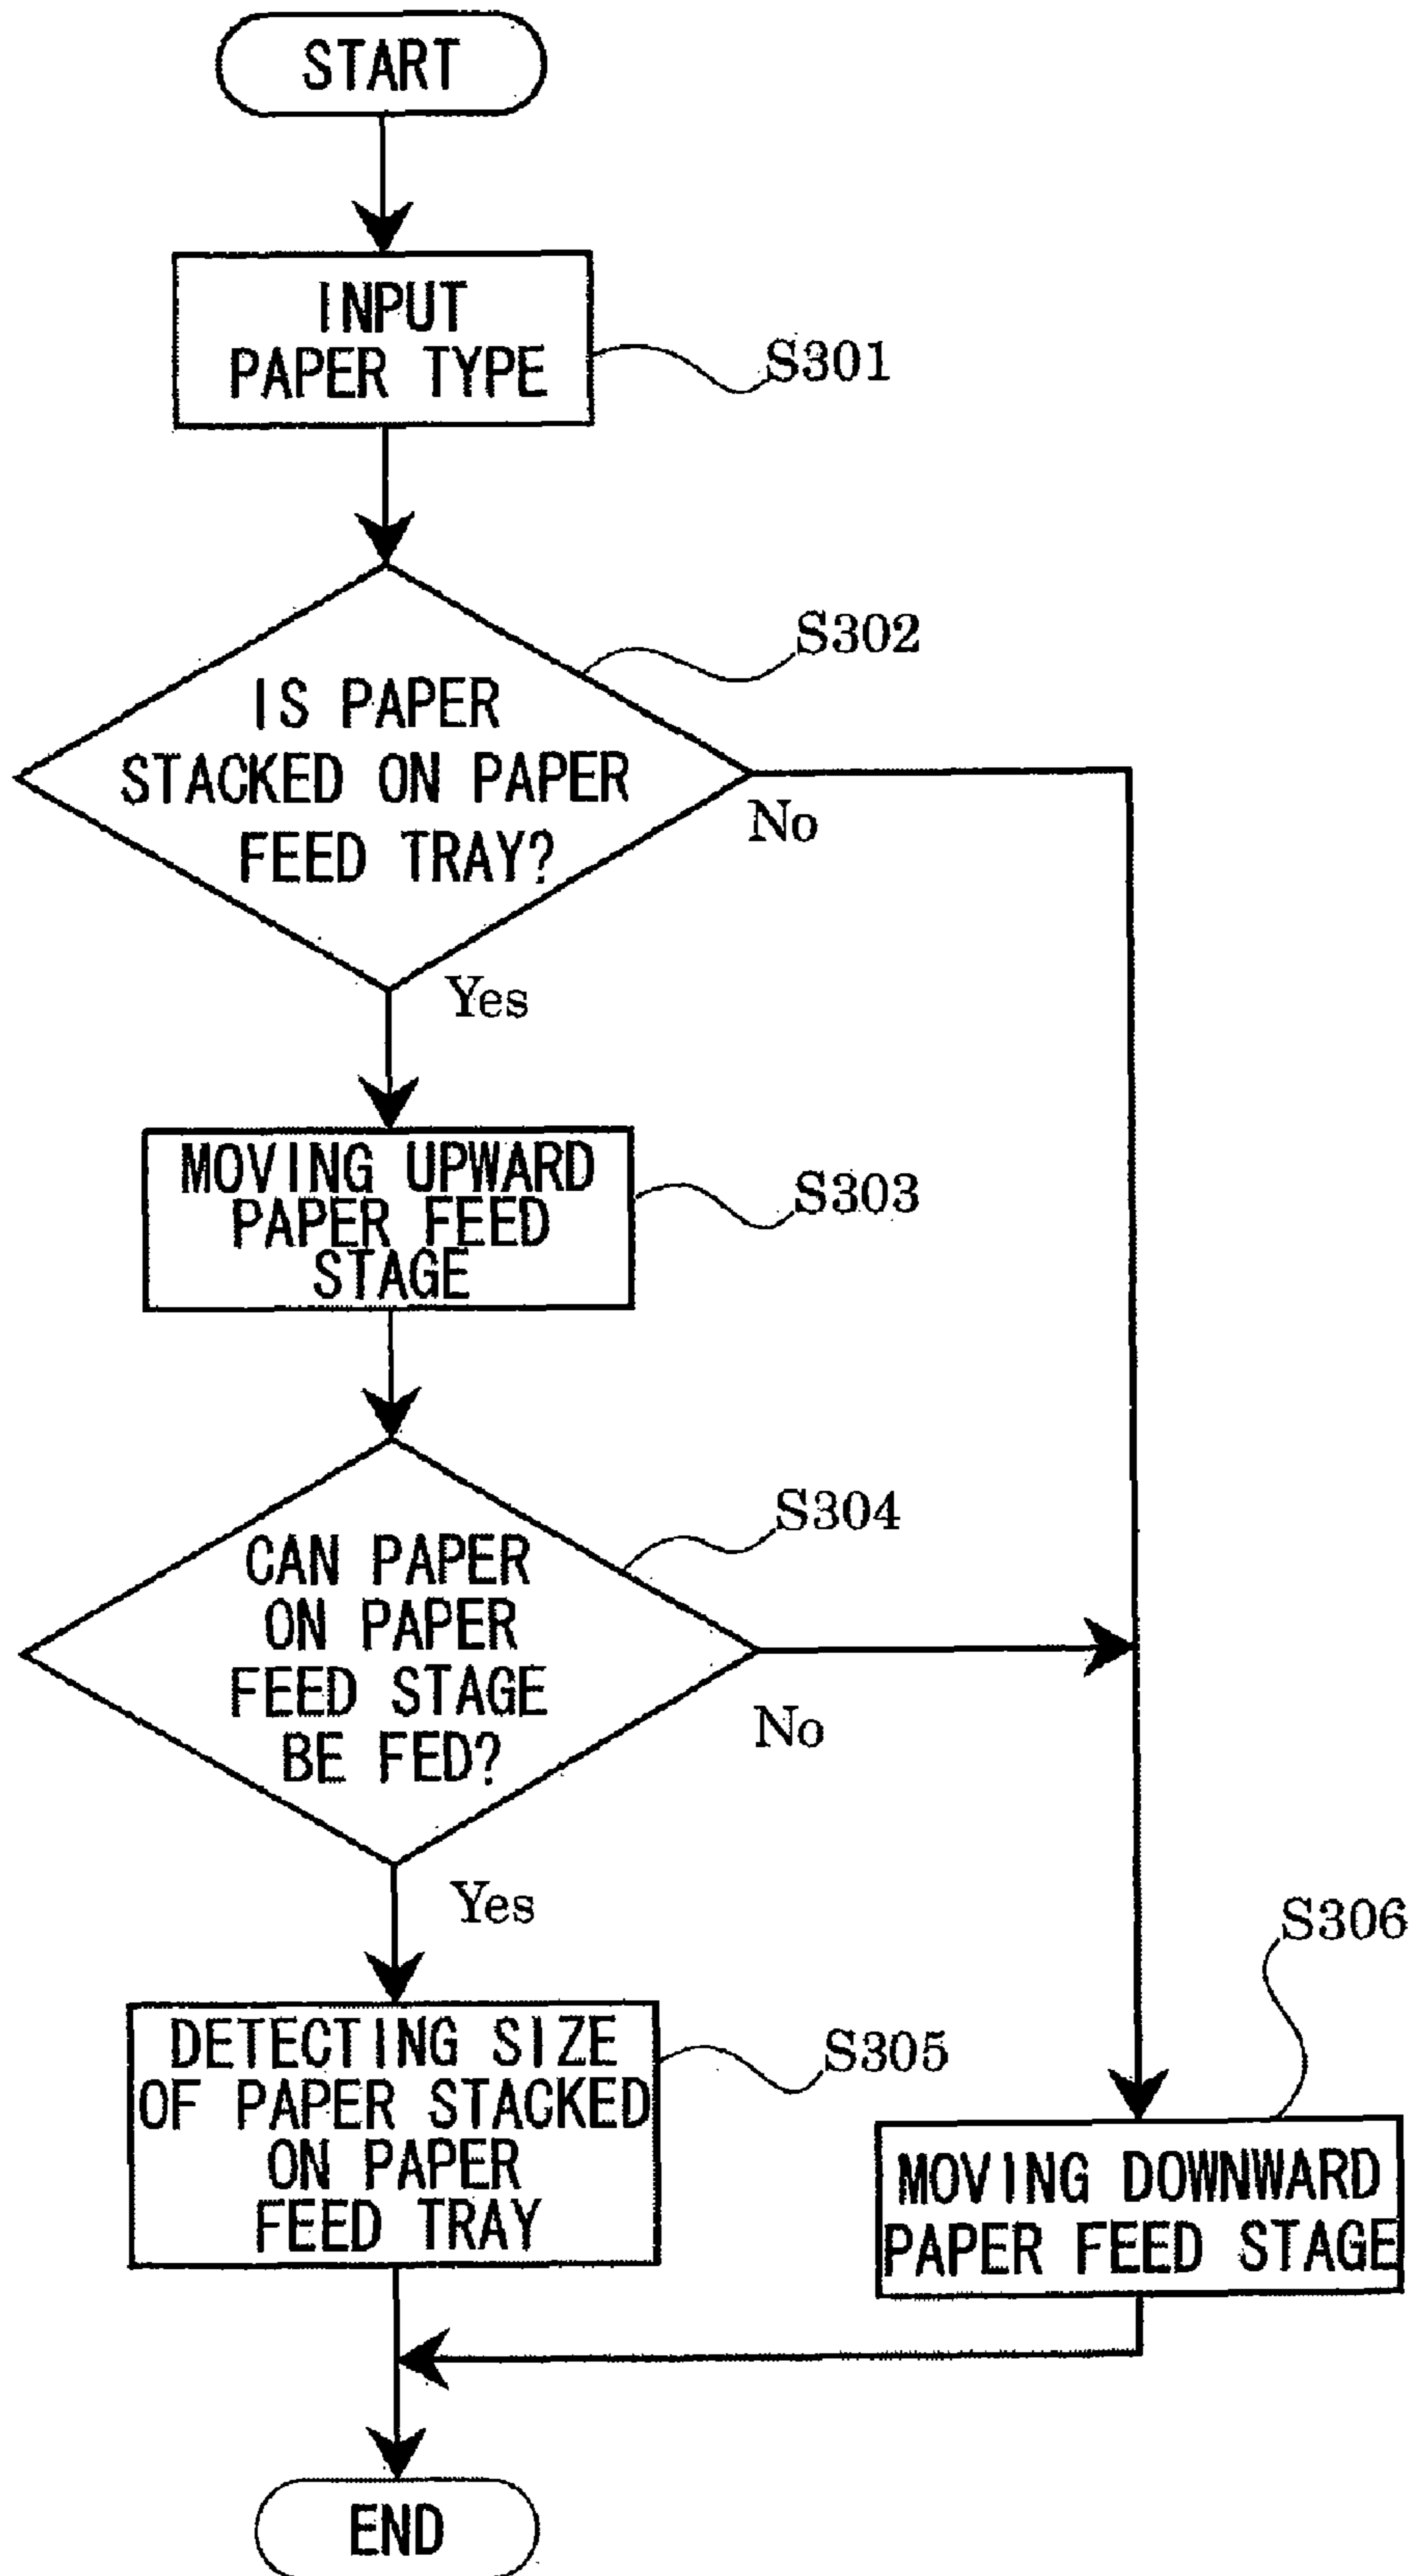 START
INPUT
PAPER TYPE
S301
S302
IS PAPER
STACKED ON PAPER
FEED TRAY?
No
Yes
MOVING UPWARD
PAPER FEED
STAGE
S303
S304
CAN PAPER
ON PAPER
FEED STAGE
BE FED?
No
Yes
DETECTING SIZE
OF PAPER STACKED
ON PAPER
FEED TRAY
S305
S306
MOVING DOWNWARD
PAPER FEED STAGE
END